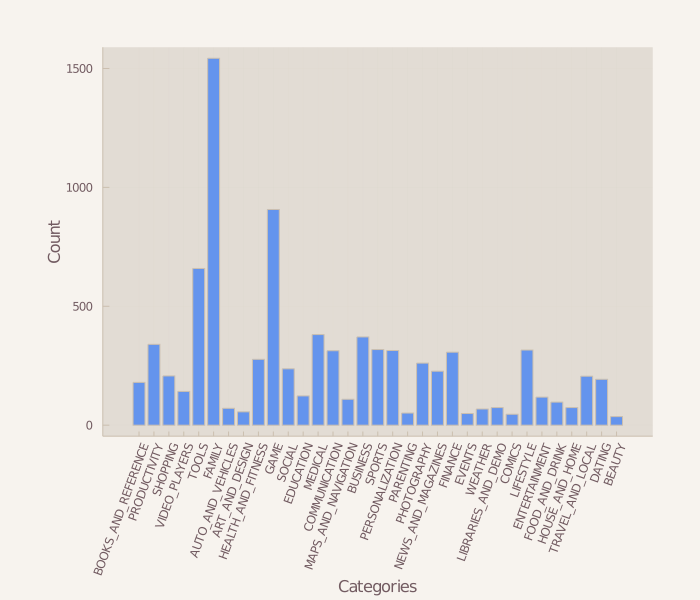 1500
1000
500
0
Count
BOOKS_AND_REFERENCE
PRODUCTIVITY
SHOPPING
VIDEO_PLAYERS
TOOLS
FAMILY
AUTO_AND_VEHICLES
ART_AND_DESIGN
HEALTH_AND_FITNESS
GAME
SOCIAL
EDUCATION
MEDICAL
COMMUNICATION
MAPS_AND_NAVIGATION
BUSINESS
SPORTS
PERSONALIZATION
PARENTING
PHOTOGRAPHY
NEWS_AND_MAGAZINES
FINANCE
EVENTS
WEATHER
LIBRARIES_AND_DEMO
COMICS
LIFESTYLE
ENTERTAINMENT
FOOD_AND_DRINK
HOUSE_AND_HOME
TRAVEL_AND_LOCAL
DATING
BEAUTY
Categories